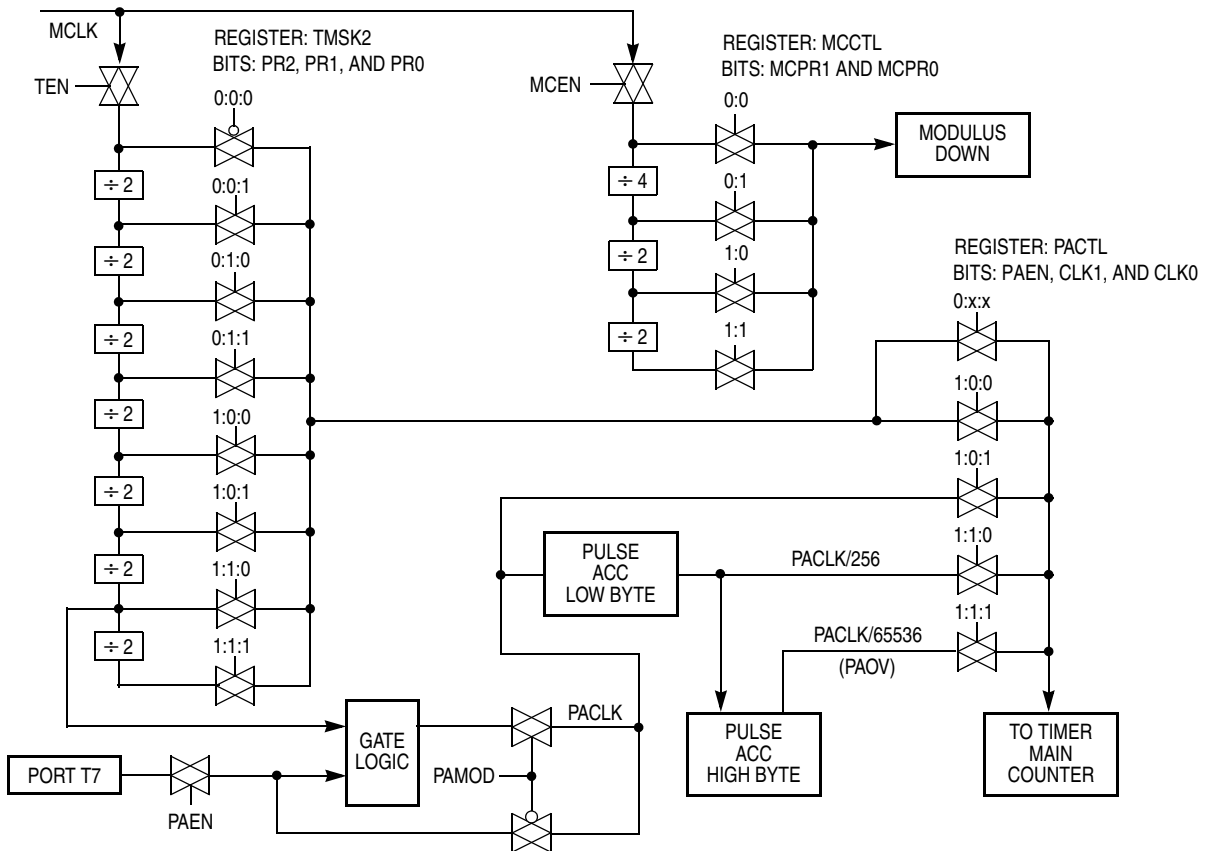 MCLK
REGISTER: TMSK2
BITS: PR2, PR1, AND PR0
REGISTER: MCCTL
BITS: MCPR1 AND MCPR0
TEN
MCEN
0:0:0
0:0
MODULUS
DOWN
÷ 2
0:0:1
÷ 4
0:1
÷ 2
0:1:0
÷ 2
1:0
REGISTER: PACTL
BITS: PAEN, CLK1, AND CLK0
0:x:x
÷ 2
0:1:1
÷ 2
1:1
÷ 2
1:0:0
1:0:0
÷ 2
1:0:1
1:0:1
÷ 2
1:1:0
PULSE
ACC
LOW BYTE
PACLK/256
1:1:0
÷ 2
1:1:1
PACLK/65536
(PAOV)
1:1:1
GATE
LOGIC
PACLK
PULSE
ACC
HIGH BYTE
TO TIMER
MAIN
COUNTER
PORT T7
PAEN
PAMOD